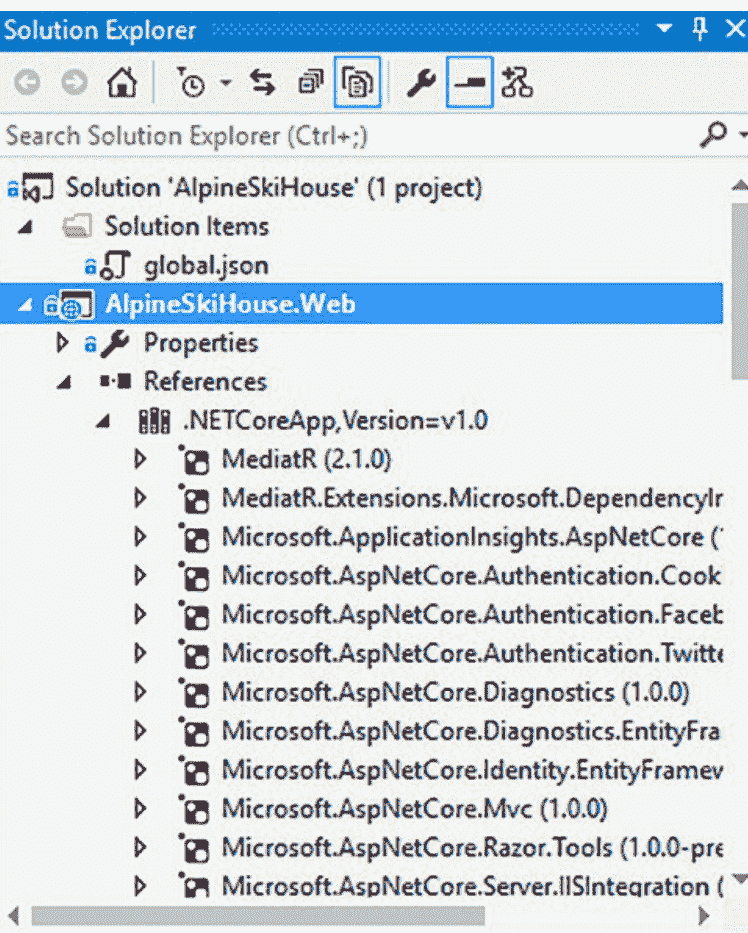 Solution Explorer
Search Solution Explorer (Ctrl+;)
Solution 'AlpineSkiHouse' (1 project)
Solution Items
global.json
AlpineSkiHouse.Web
Properties
References
.NETCoreApp,Version=v1.0
MediatR (2.1.0)
MediatR.Extensions.Microsoft.DependencyIn
Microsoft.ApplicationInsights.AspNetCore (
Microsoft.AspNetCore.Authentication.Cook
Microsoft.AspNetCore.Authentication.Faceb
Microsoft.AspNetCore.Authentication.Twitte
Microsoft.AspNetCore.Diagnostics (1.0.0)
Microsoft.AspNetCore.Diagnostics.EntityFra
Microsoft.AspNetCore.Identity.EntityFramew
Microsoft.AspNetCore.Mvc (1.0.0)
Microsoft.AspNetCore.Razor.Tools (1.0.0-pre
Microsoft.AspNetCore.Server.IISIntegration (